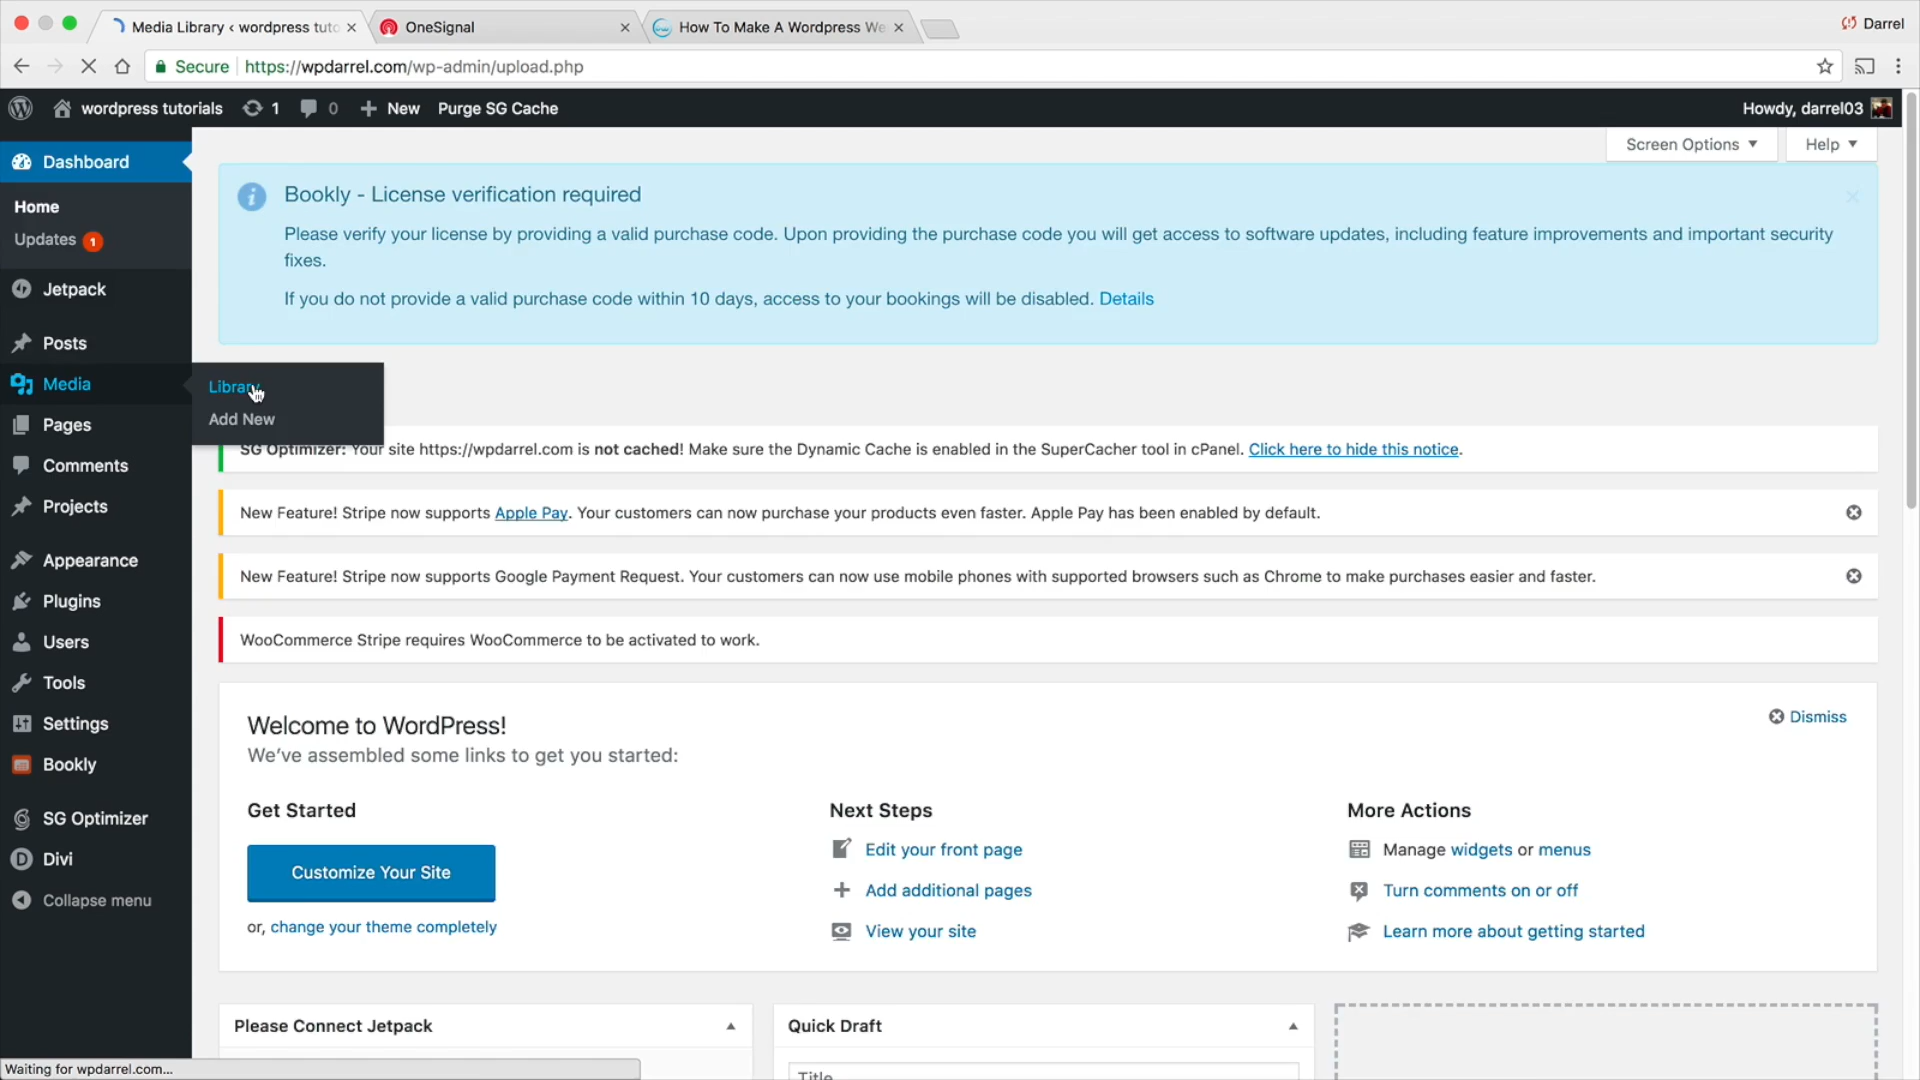 Media Library ‹ wordpress tuto
OneSignal
How To Make A Wordpress We
Darrel
Secure
https://wpdarrel.com/wp-admin/upload.php
wordpress tutorials
1
0
New
Purge SG Cache
Howdy, darrel03
Screen Options
Help
Dashboard
Home
Updates 1
Jetpack
Posts
Media
Pages
Comments
Projects
Appearance
Plugins
Users
Tools
Settings
Bookly
SG Optimizer
Divi
Collapse menu
Library
Add New
Bookly - License verification required
Please verify your license by providing a valid purchase code. Upon providing the purchase code you will get access to software updates, including feature improvements and important security
fixes.
If you do not provide a valid purchase code within 10 days, access to your bookings will be disabled. Details
SG Optimizer: Your site https://wpdarrel.com is not cached! Make sure the Dynamic Cache is enabled in the SuperCacher tool in cPanel. Click here to hide this notice.
New Feature! Stripe now supports Apple Pay. Your customers can now purchase your products even faster. Apple Pay has been enabled by default.
New Feature! Stripe now supports Google Payment Request. Your customers can now use mobile phones with supported browsers such as Chrome to make purchases easier and faster.
WooCommerce Stripe requires WooCommerce to be activated to work.
Welcome to WordPress!
Dismiss
We've assembled some links to get you started:
Get Started
Customize Your Site
or, change your theme completely
Next Steps
Edit your front page
Add additional pages
View your site
More Actions
Manage widgets or menus
Turn comments on or off
Learn more about getting started
Please Connect Jetpack
Quick Draft
Title
Waiting for wpdarrel.com...